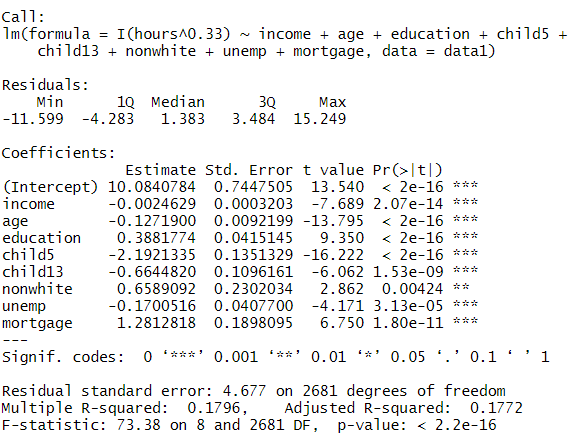 Call:
lm(formula = I(hours^0.33) ~ income + age + education + child5 +
    child13 + nonwhite + unemp + mortgage, data = data1)

Residuals:
    Min      1Q  Median      3Q     Max
-11.599  -4.283   1.383   3.484  15.249

Coefficients:
              Estimate Std. Error t value Pr(>|t|)
(Intercept) 10.0840784  0.7447505  13.540  < 2e-16 ***
income      -0.0024629  0.0003203  -7.689 2.07e-14 ***
age         -0.1271900  0.0092199 -13.795  < 2e-16 ***
education    0.3881774  0.0415145   9.350  < 2e-16 ***
child5      -2.1921335  0.1351329 -16.222  < 2e-16 ***
child13     -0.6644820  0.1096161  -6.062 1.53e-09 ***
nonwhite     0.6589092  0.2302034   2.862  0.00424 **
unemp       -0.1700516  0.0407700  -4.171 3.13e-05 ***
mortgage     1.2812818  0.1898095   6.750 1.80e-11 ***
---
Signif. codes:  0 ‘***’ 0.001 ‘**’ 0.01 ‘*’ 0.05 ‘.’ 0.1 ‘ ’ 1

Residual standard error: 4.677 on 2681 degrees of freedom
Multiple R-squared:  0.1796,    Adjusted R-squared:  0.1772
F-statistic: 73.38 on 8 and 2681 DF,  p-value: < 2.2e-16